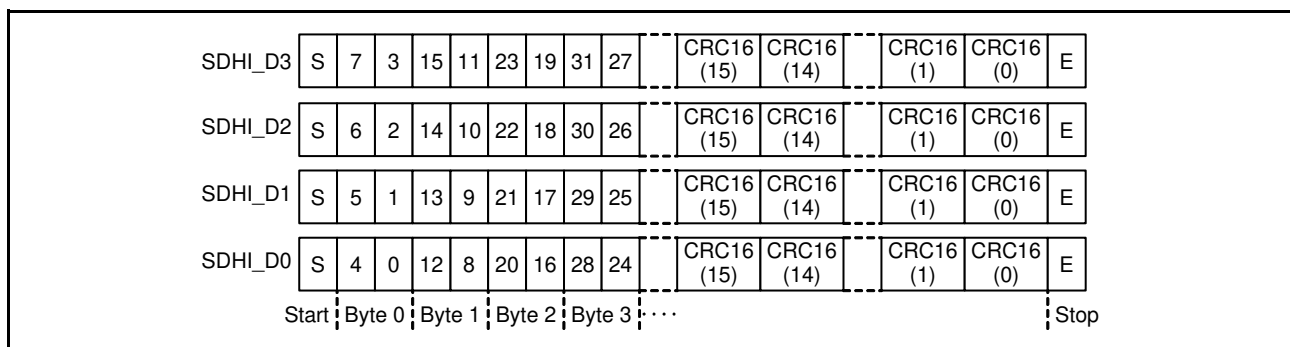 SDHI_D3 S 7 3 15 11 23 19 31 27 CRC16 (15) CRC16 (14) CRC16 (1) CRC16 (0) E
SDHI_D2 S 6 2 14 10 22 18 30 26 CRC16 (15) CRC16 (14) CRC16 (1) CRC16 (0) E
SDHI_D1 S 5 1 13 9 21 17 29 25 CRC16 (15) CRC16 (14) CRC16 (1) CRC16 (0) E
SDHI_D0 S 4 0 12 8 20 16 28 24 CRC16 (15) CRC16 (14) CRC16 (1) CRC16 (0) E
Start Byte 0 Byte 1 Byte 2 Byte 3 ···· Stop